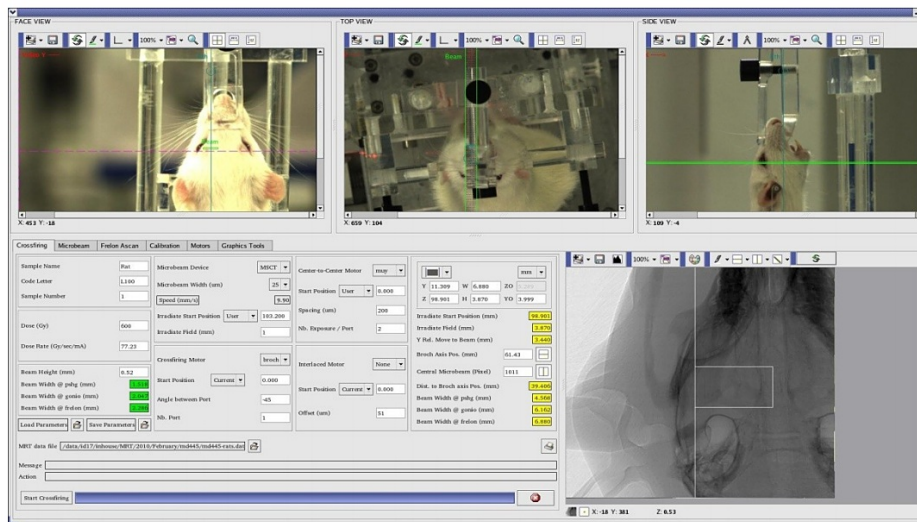 FACE VIEW
TOP VIEW
SIDE VIEW
100%
100%
100%
Beam
Beam
X: 453 Y: -18
X: 659 Y: 104
X: 109 Y: -4
Crossfiring Microbeam Frelon Ascan Calibration Motors Graphics Tools
Sample Name Rat
Code Letter L100
Sample Number 1
Dose (Gy) 600
Dose Rate (Gy/sec/mA) 77.23
Beam Height (mm) 0.52
Beam Width @ pshg (mm)
Beam Width @ gonio (mm)
Beam Width @ frelon (mm)
Load Parameters Save Parameters
Microbeam Device MSCT
Microbeam Width (um) 25
Speed (mm/s) 9.90
Irradiate Start Position User 103.200
Irradiate Field (mm) 1
Crossfiring Motor broch
Start Position Current 0.000
Angle between Port -45
Nb. Port 1
Center-to-Center Motor
Start Position User 0.000
Spacing (um) 200
Nb. Exposure / Port 2
Interlaced Motor None
Start Position Current 0.000
Offset (um) 51
mm
Y 11.309 W 6.880 ZO
Z 98.901 H 3.870 YO 3.999
Irradiate Start Position (mm) 98.901
Irradiate Field (mm) 3.870
Y Rel. Move to Beam (mm) 3.440
Broch Axis Pos. (mm) 61.43
Central Microbeam (Pixel) 1011
Dist. to Broch axis Pos. (mm) 39.406
Beam Width @ pshg (mm) 4.566
Beam Width @ gonio (mm) 6.162
Beam Width @ frelon (mm) 6.880
100%
MRT data file /data/id17/inhouse/MRT/2010/February/md445/md445-rats.dat
Message
Action
Start Crossfiring
X: -18 Y: 381 Z: 0.53